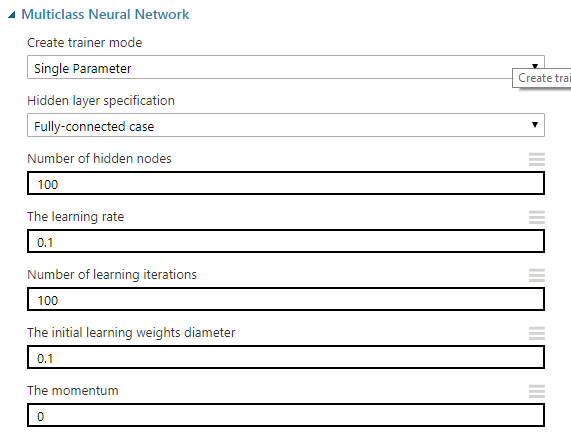 Multiclass Neural Network
Create trainer mode
Single Parameter
Create trai
Hidden layer specification
Fully-connected case
Number of hidden nodes
100
The learning rate
0.1
Number of learning iterations
100
The initial learning weights diameter
0.1
The momentum
0